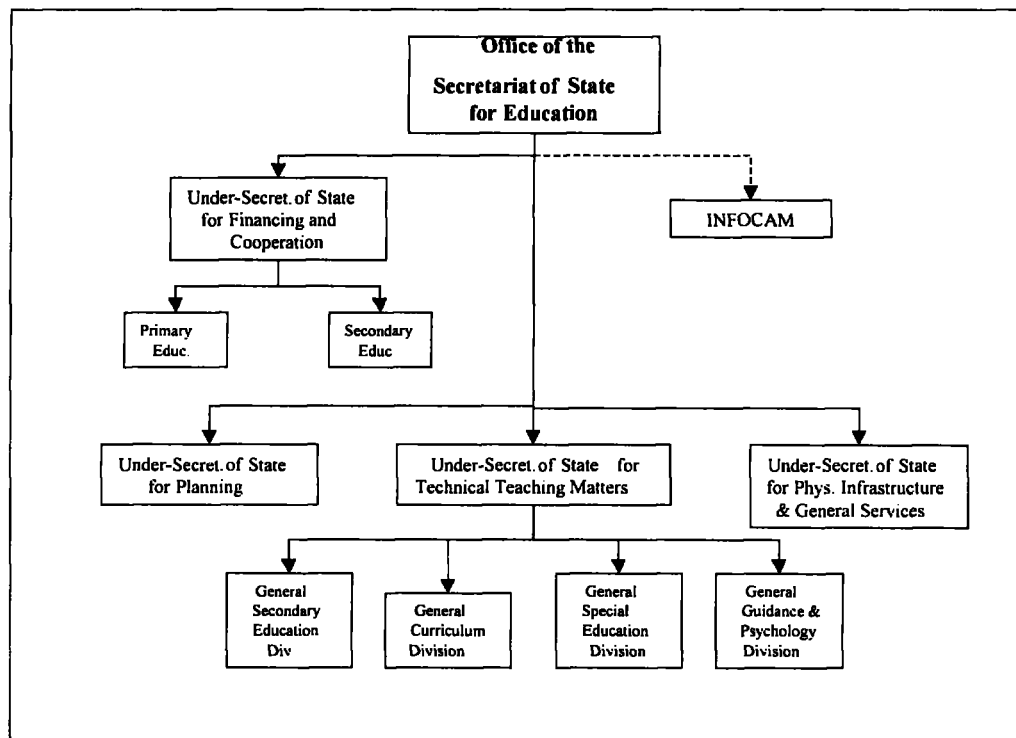 Office of the
Secretariat of State
for Education
Under-Secret. of State
for Financing and
Cooperation
INFOCAM
Primary
Educ.
Secondary
Educ
Under-Secret. of State
for Planning
Under-Secret. of State for
Technical Teaching Matters
Under-Secret. of State
for Phys. Infrastructure
& General Services
General
Secondary
Education
Div
General
Curriculum
Division
General
Special
Education
Division
General
Guidance &
Psychology
Division